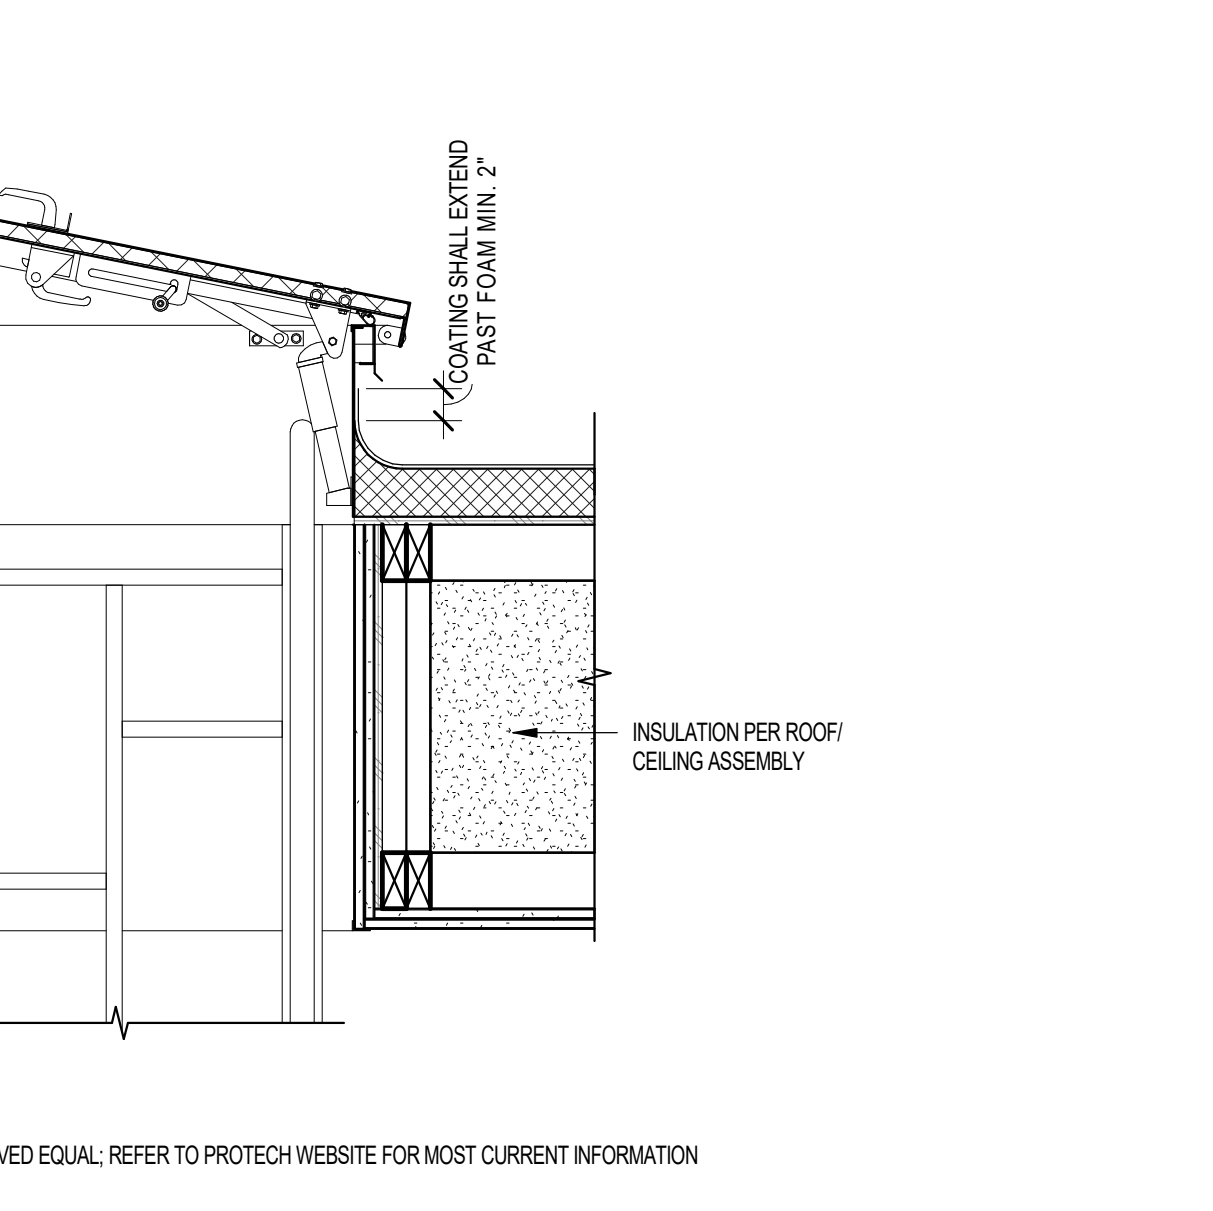 COATING SHALL EXTEND
PAST FOAM MIN. 2"
INSULATION PER ROOF/
CEILING ASSEMBLY
VED EQUAL; REFER TO PROTECH WEBSITE FOR MOST CURRENT INFORMATION